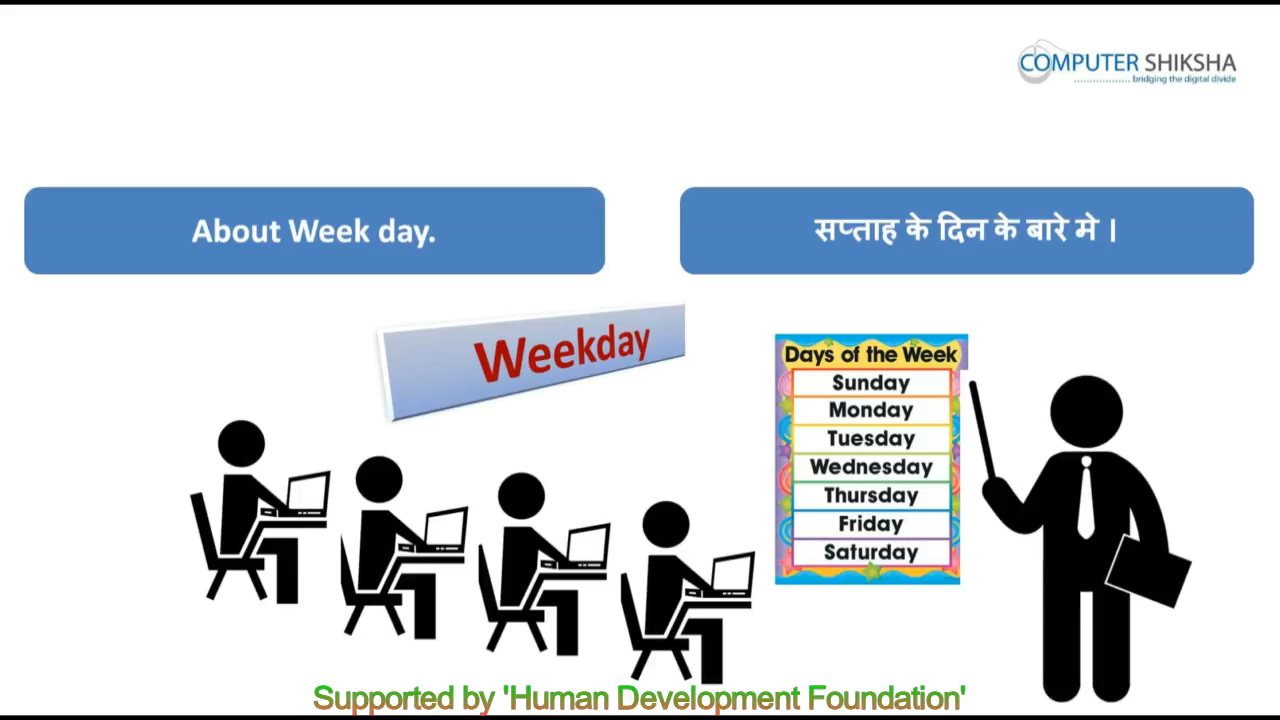 COMPUTER SHIKSHA
bridging the digital divide
About Week day.
सप्ताह के दिन के बारे मे |
Weekday
Days of the Week
Sunday
Monday
Tuesday
Wednesday
Thursday
Friday
Saturday
Supported by 'Human Development Foundation'